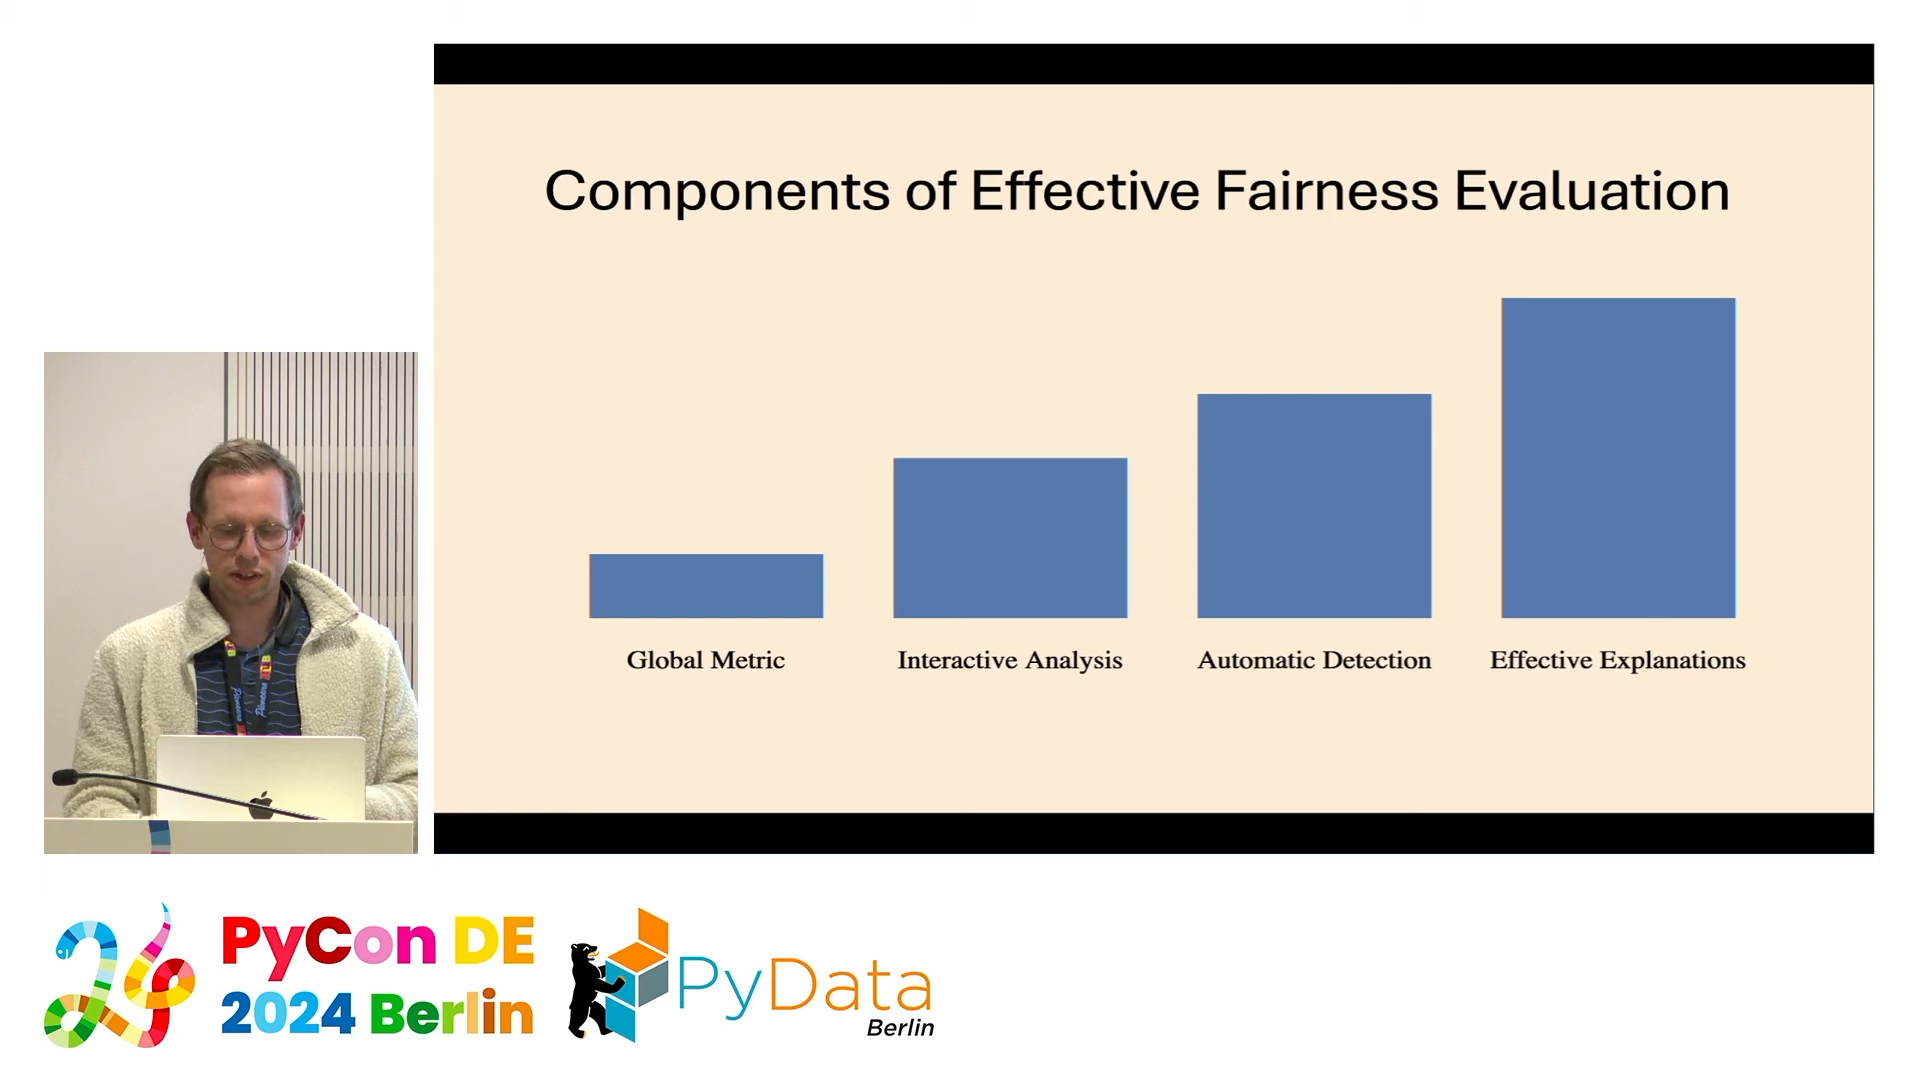 Components of Effective Fairness Evaluation
Global Metric
Interactive Analysis
Automatic Detection
Effective Explanations
PyCon DE
2024 Berlin
PyData
Berlin